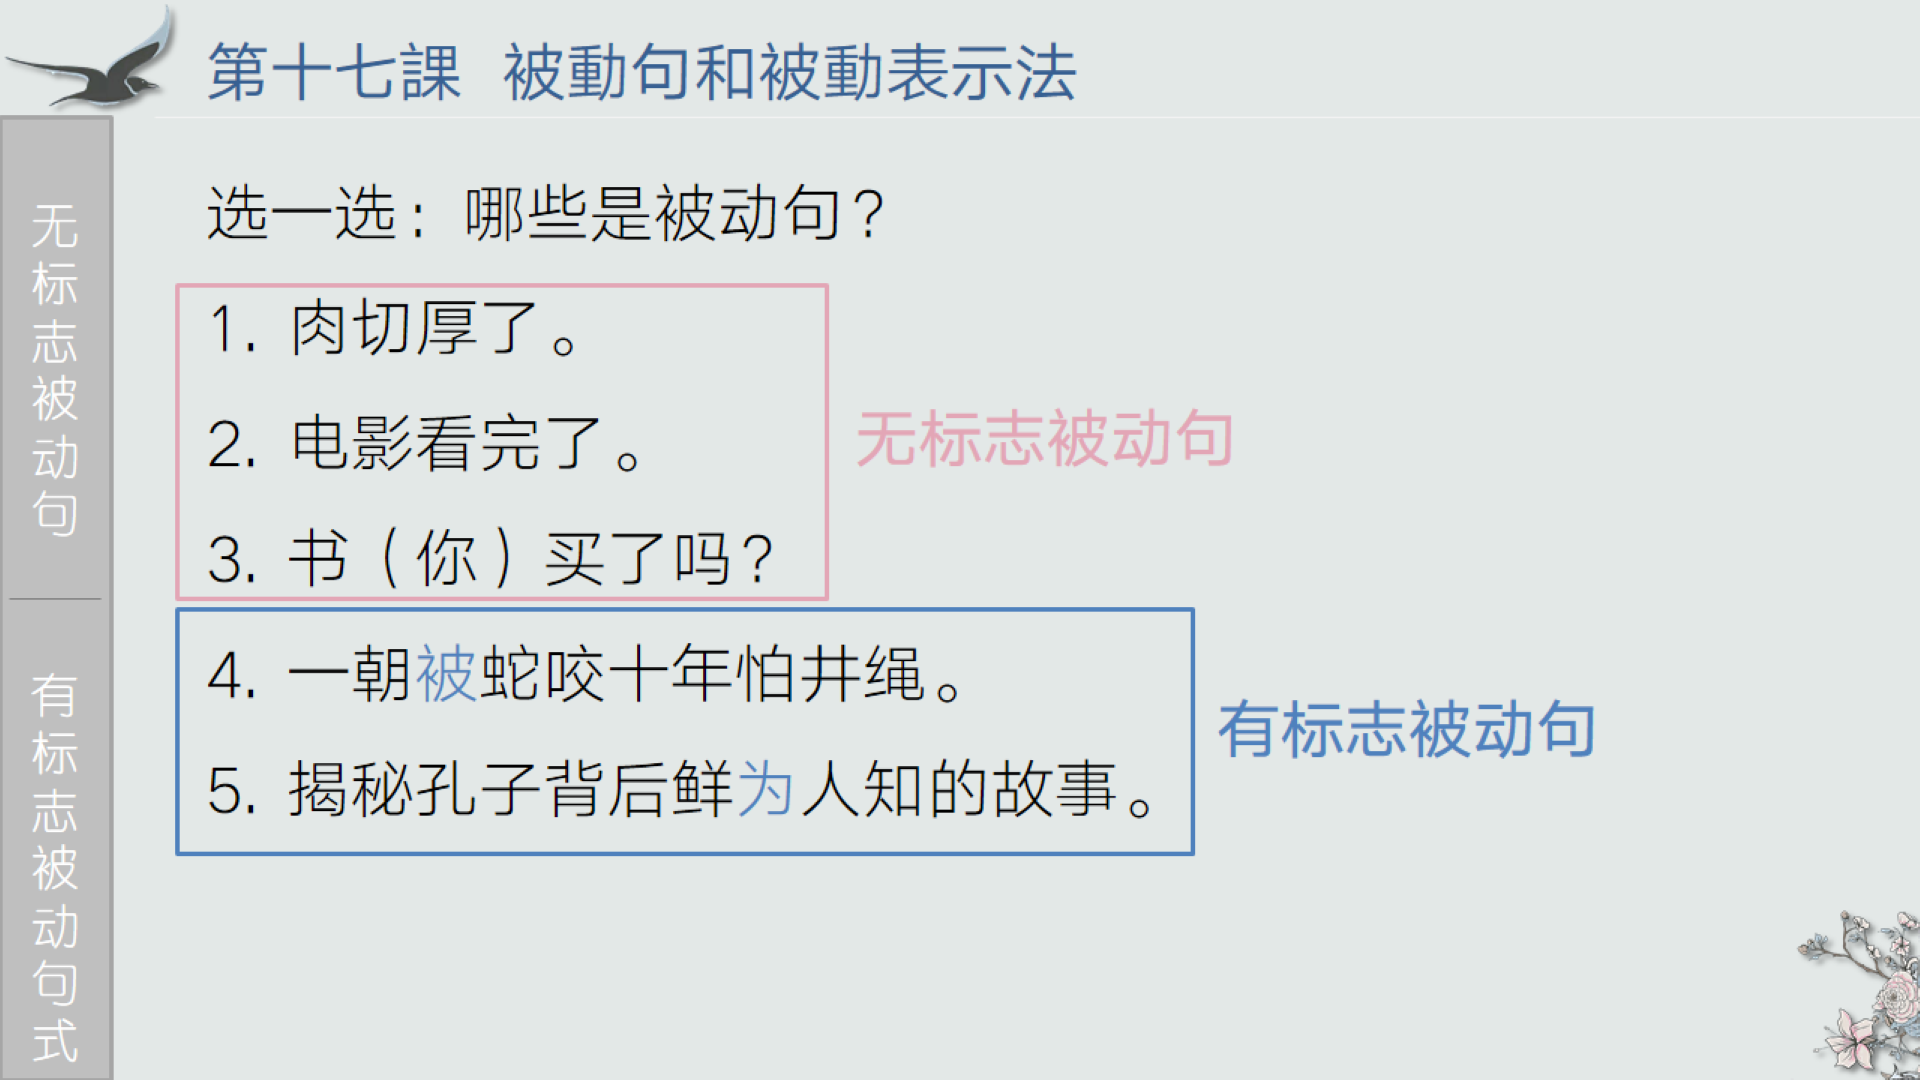 第十七課 被動句和被動表示法
无标志被动句
有标志被动句式
选一选：哪些是被动句？
1. 肉切厚了。
2. 电影看完了。
3. 书（你）买了吗？
无标志被动句
4. 一朝被蛇咬十年怕井绳。
5. 揭秘孔子背后鲜为人知的故事。
有标志被动句